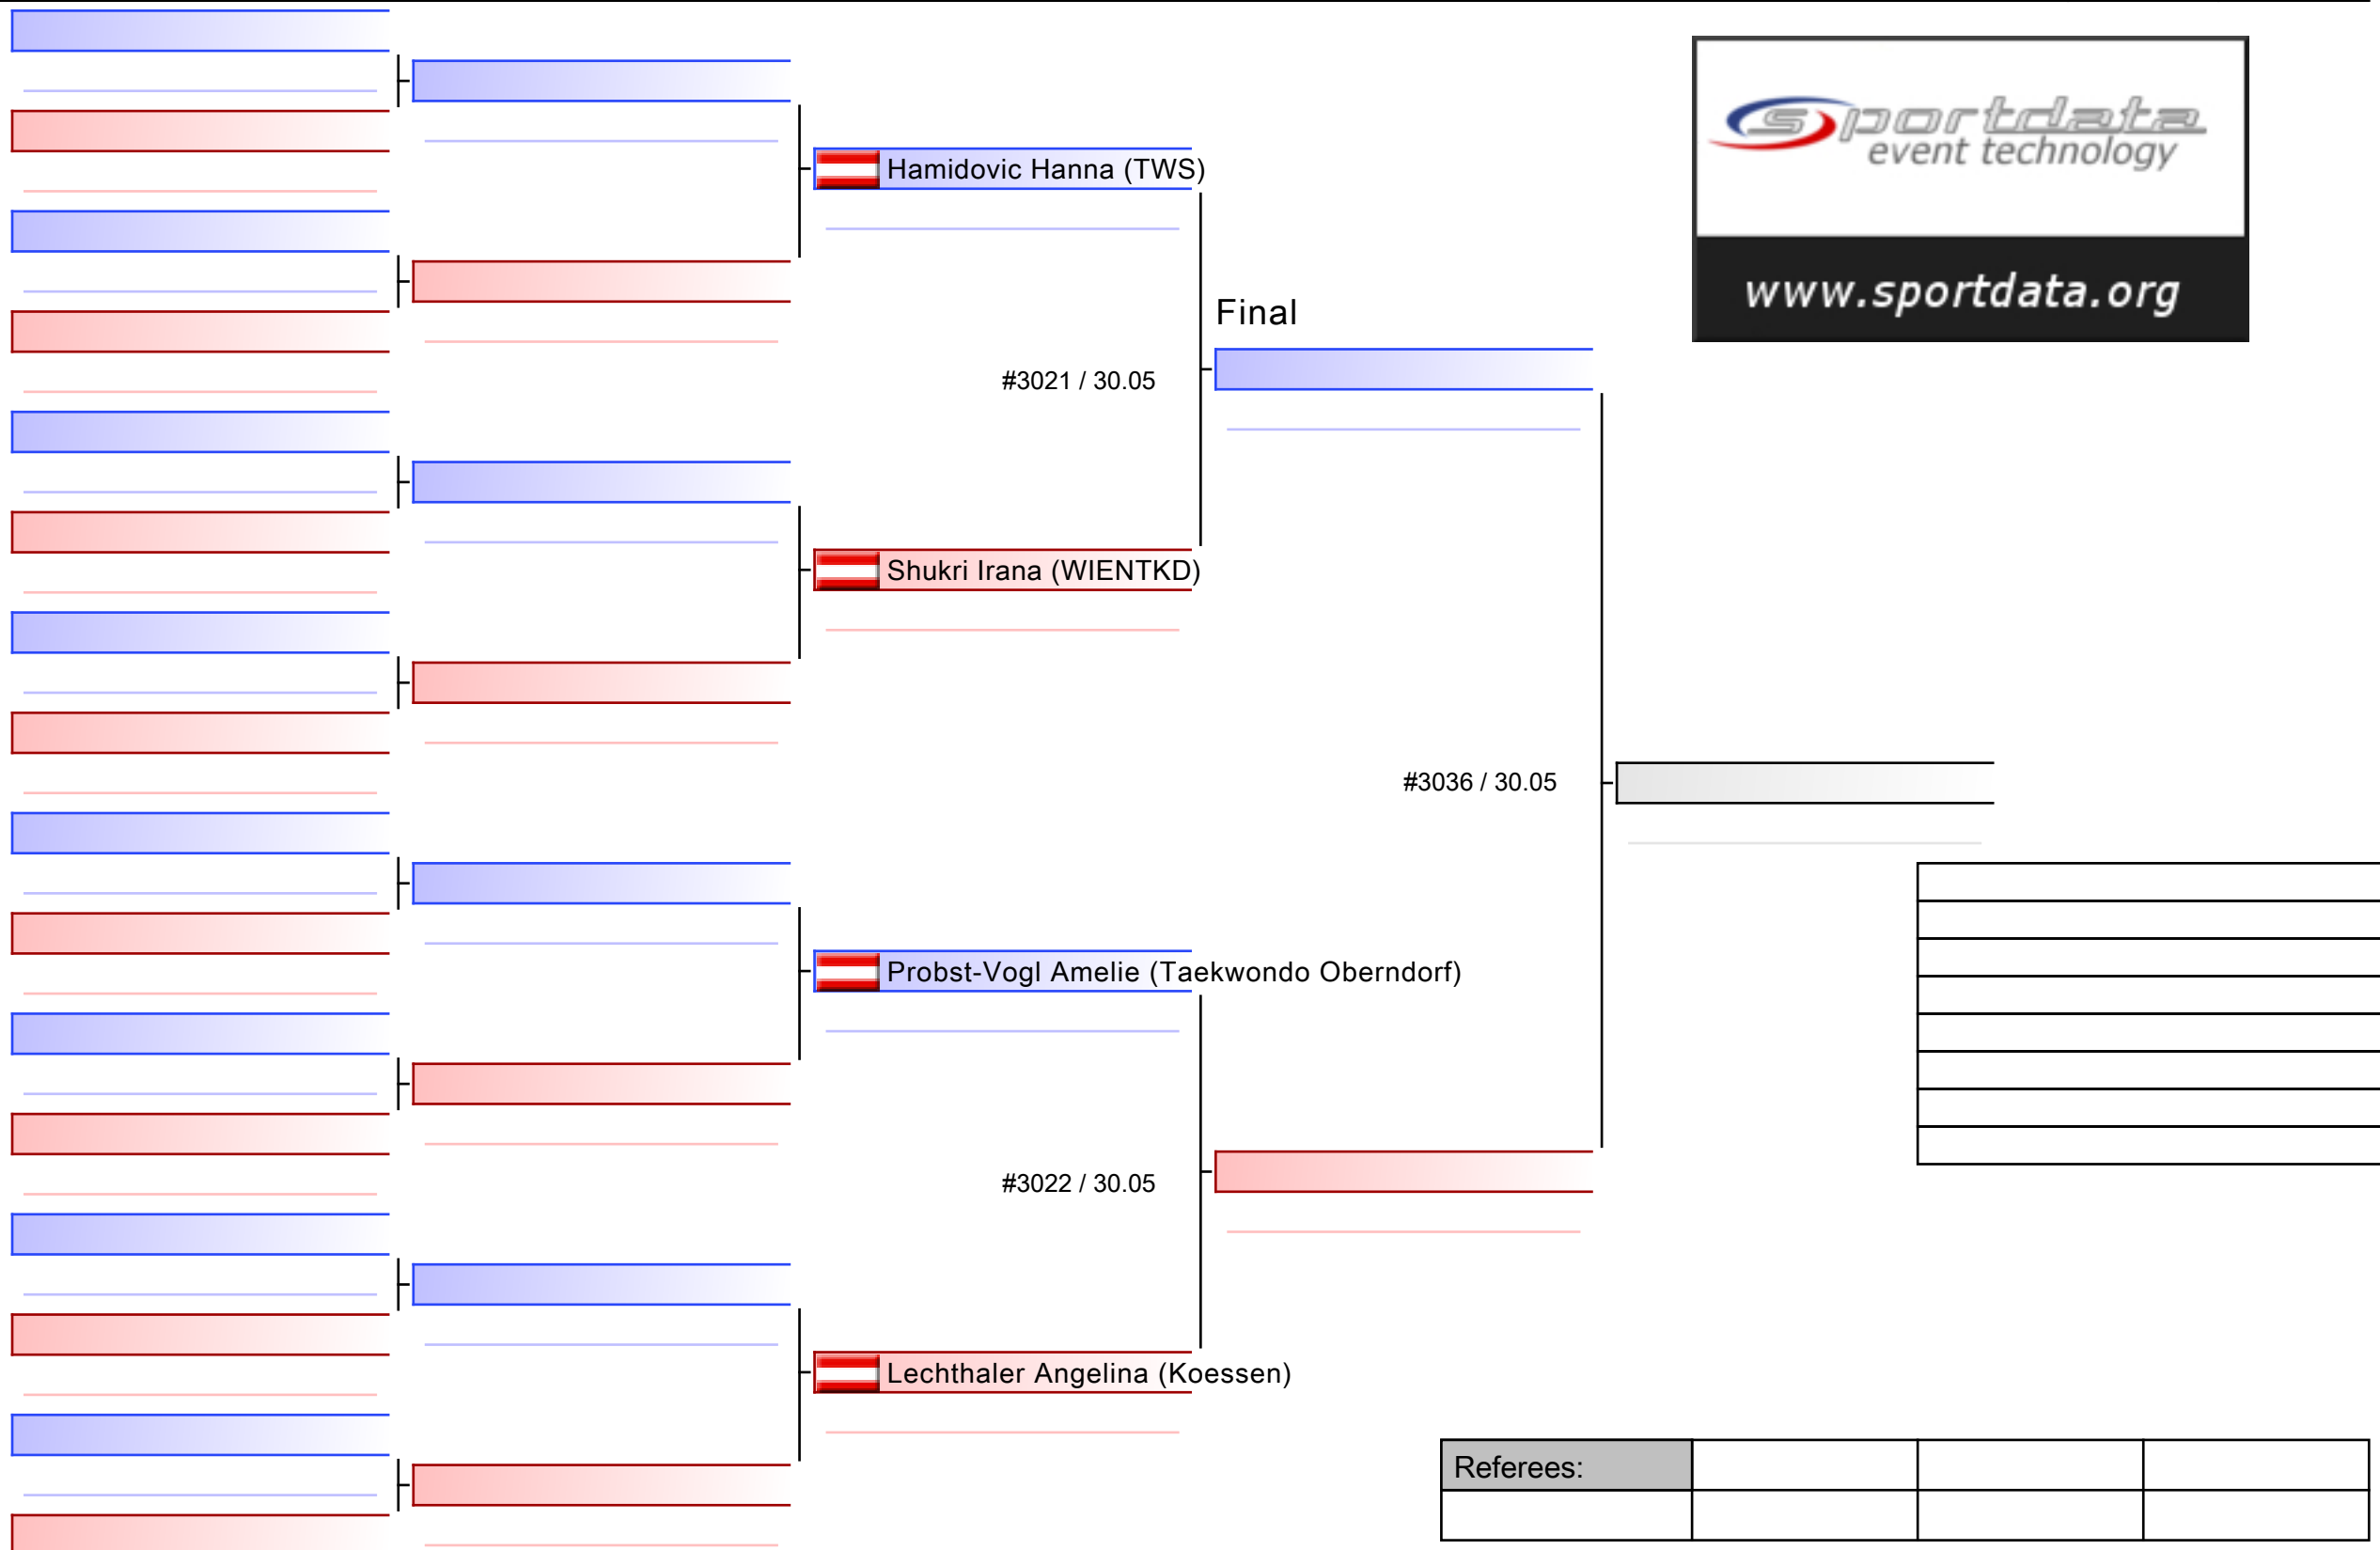 sportdata
event technology
www.sportdata.org
Hamidovic Hanna (TWS)
Final
#3021 / 30.05
Shukri Irana (WIENTKD)
#3036 / 30.05
Probst-Vogl Amelie (Taekwondo Oberndorf)
#3022 / 30.05
Lechthaler Angelina (Koessen)
Referees: